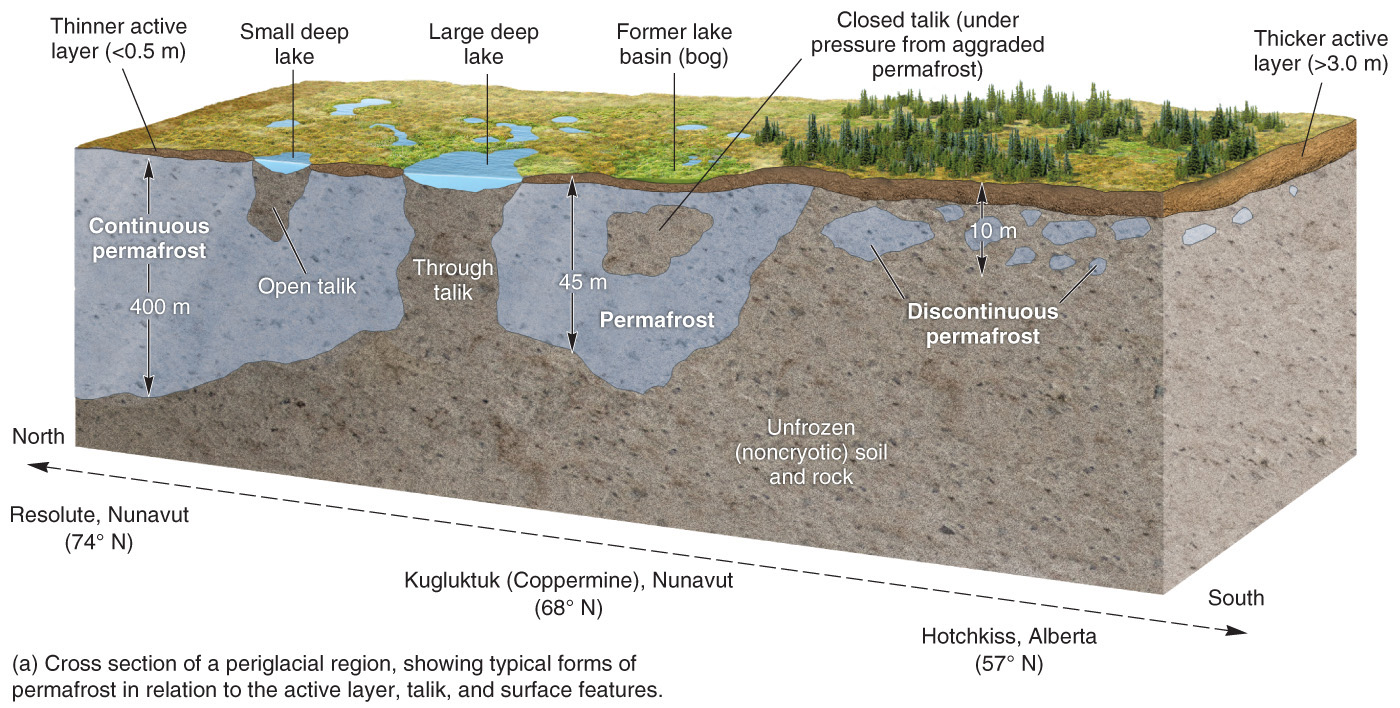 Thinner active
layer (<0.5 m)
Small deep
lake
Large deep
lake
Former lake
basin (bog)
Closed talik (under
pressure from aggraded
permafrost)
Thicker active
layer (>3.0 m)
Continuous
permafrost
400 m
Open talik
Through
talik
45 m
Permafrost
10 m
Discontinuous
permafrost
Unfrozen
(noncryotic) soil
and rock
North
Resolute, Nunavut
(74° N)
Kugluktuk (Coppermine), Nunavut
(68° N)
South
Hotchkiss, Alberta
(57° N)
(a) Cross section of a periglacial region, showing typical forms of
permafrost in relation to the active layer, talik, and surface features.